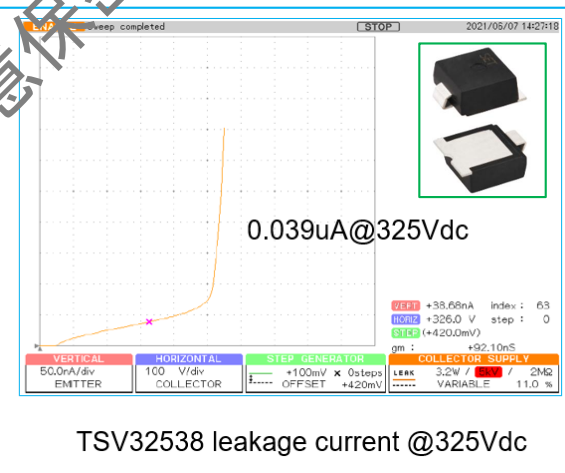 Sweep completed
STOP
2021/05/07 14:27:18
0.039uA@325Vdc
VERT +38.68nA index : 63
HORIZ +326.0 V step : 0
STEP (+420.0mV)
gm : +92.10nS
VERTICAL
50.0nA/div
EMITTER
HORIZONTAL
100 V/div
COLLECTOR
STEP GENERATOR
+100mV × 0steps
OFFSET +420mV
COLLECTOR SUPPLY
LEAK 3.2W / 5kV / 2MΩ
VARIABLE 11.0 %
TSV32538 leakage current @325Vdc